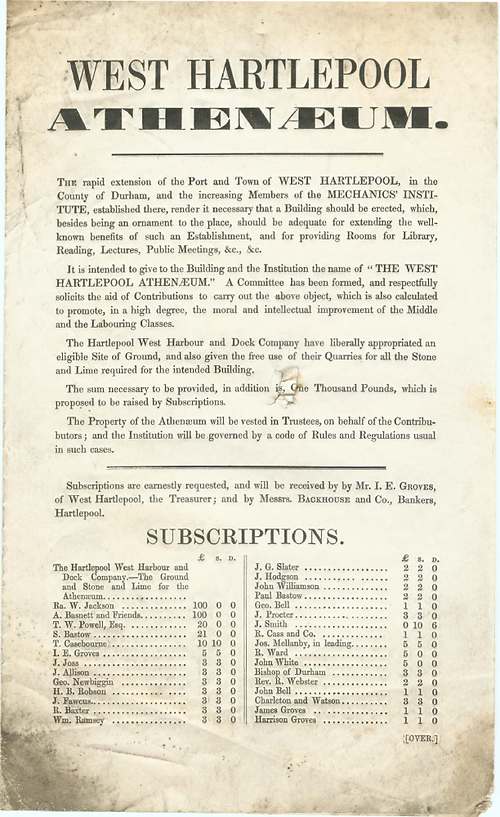 WEST HARTLEPOOL
ATHENÆUM.
THE rapid extension of the Port and Town of WEST HARTLEPOOL, in the
County of Durham, and the increasing Members of the MECHANICS' INSTI-
TUTE, established there, render it necessary that a Building should be erected, which,
besides being an ornament to the place, should be adequate for extending the well-
known benefits of such an Establishment, and for providing Rooms for Library,
Reading, Lectures, Public Meetings, &c., &c.
It is intended to give to the Building and the Institution the name of "THE WEST
HARTLEPOOL ATHENÆUM." A Committee has been formed, and respectfully
solicits the aid of Contributions to carry out the above object, which is also calculated
to promote, in a high degree, the moral and intellectual improvement of the Middle
and the Labouring Classes.
The Hartlepool West Harbour and Dock Company have liberally appropriated an
eligible Site of Ground, and also given the free use of their Quarries for all the Stone
and Lime required for the intended Building.
The sum necessary to be provided, in addition is, One Thousand Pounds, which is
proposed to be raised by Subscriptions.
The Property of the Athenæum will be vested in Trustees, on behalf of the Contribu-
butors; and the Institution will be governed by a code of Rules and Regulations usual
in such cases.
Subscriptions are earnestly requested, and will be received by by Mr. I. E. GROVES,
of West Hartlepool, the Treasurer; and by Messrs. BACKHOUSE and Co., Bankers,
Hartlepool.
SUBSCRIPTIONS.
£ S. D.
The Hartlepool West Harbour and
Dock Company.—The Ground
and Stone and Lime for the
Athenæum................
Ra. W. Jackson ................ 100 0 0
A. Basnett and Friends........... 100 0 0
T. W. Powell, Esq. .............. 20 0 0
S. Bastow ..................... 21 0 0
T. Casebourne .................. 10 10 0
I. E. Groves .................... 5 5 0
J. Joss ........................ 3 3 0
J. Allison ...................... 3 3 0
Geo. Newbiggin ................ 3 3 0
H. B. Robson .................. 3 3 0
J. Fawcus...................... 3 3 0
R. Baxter ...................... 3 3 0
Wm. Ramsey .................. 3 3 0
£ S. D.
J. G. Slater .................... 2 2 0
J. Hodgson .................... 2 2 0
John Williamson ................ 2 2 0
Paul Bastow .................... 2 2 0
Geo. Bell ...................... 1 1 0
J. Procter ...................... 3 3 0
J. Smith ...................... 0 10 6
R. Cass and Co. ................ 1 1 0
Jos. Mellanby, in leading.......... 5 5 0
R. Ward ...................... 5 0 0
John White .................... 5 0 0
Bishop of Durham .............. 3 3 0
Rev. R. Webster ................ 2 2 0
John Bell ...................... 1 1 0
Charleton and Watson............ 3 3 0
James Groves .................. 1 1 0
Harrison Groves ................ 1 1 0
[OVER.]